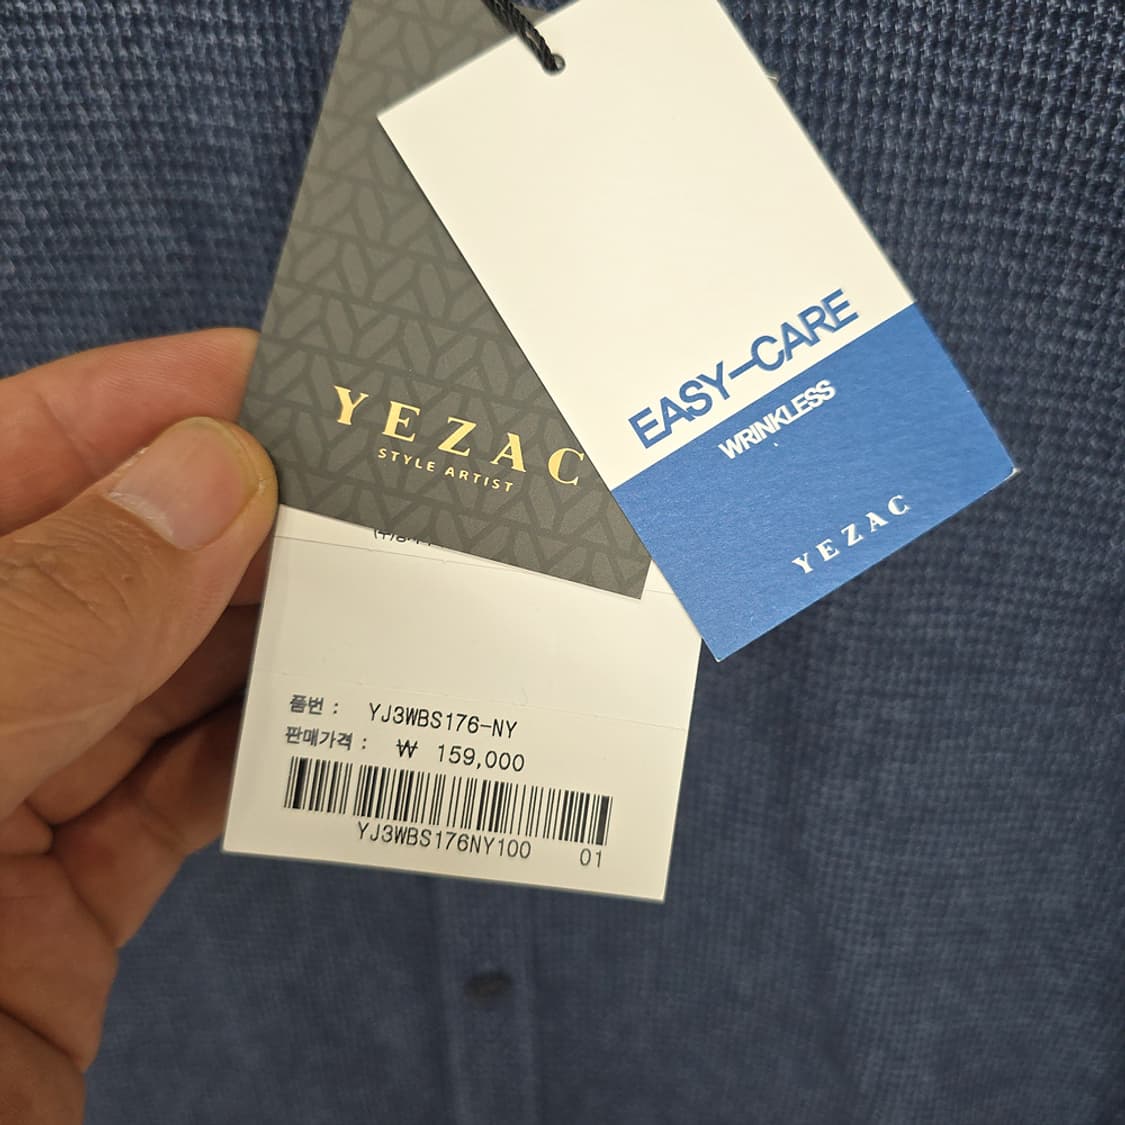 YEZAC
STYLE ARTIST
EASY-CARE
WRINKLESS
YEZAC
품번 : YJ3WBS176-NY
판매가격 : ₩ 159,000
YJ3WBS176NY100 01